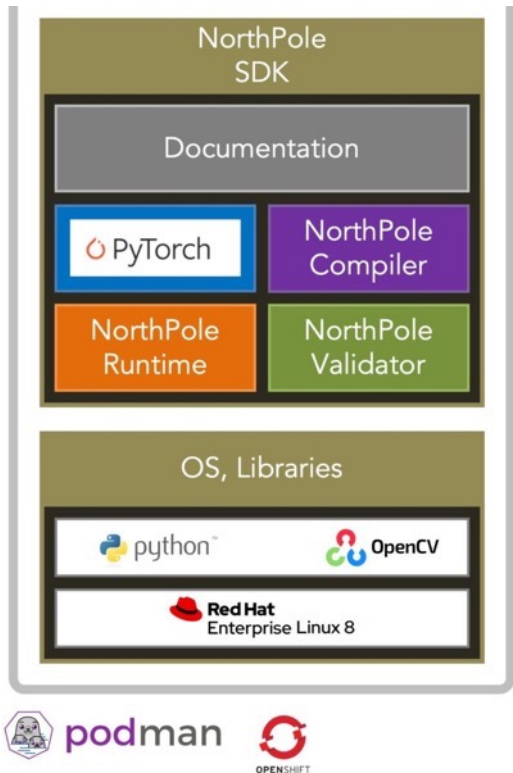 NorthPole
SDK
Documentation
PyTorch
NorthPole
Compiler
NorthPole
Runtime
NorthPole
Validator
OS, Libraries
python™
OpenCV
Red Hat
Enterprise Linux 8
podman
OPENSHIFT